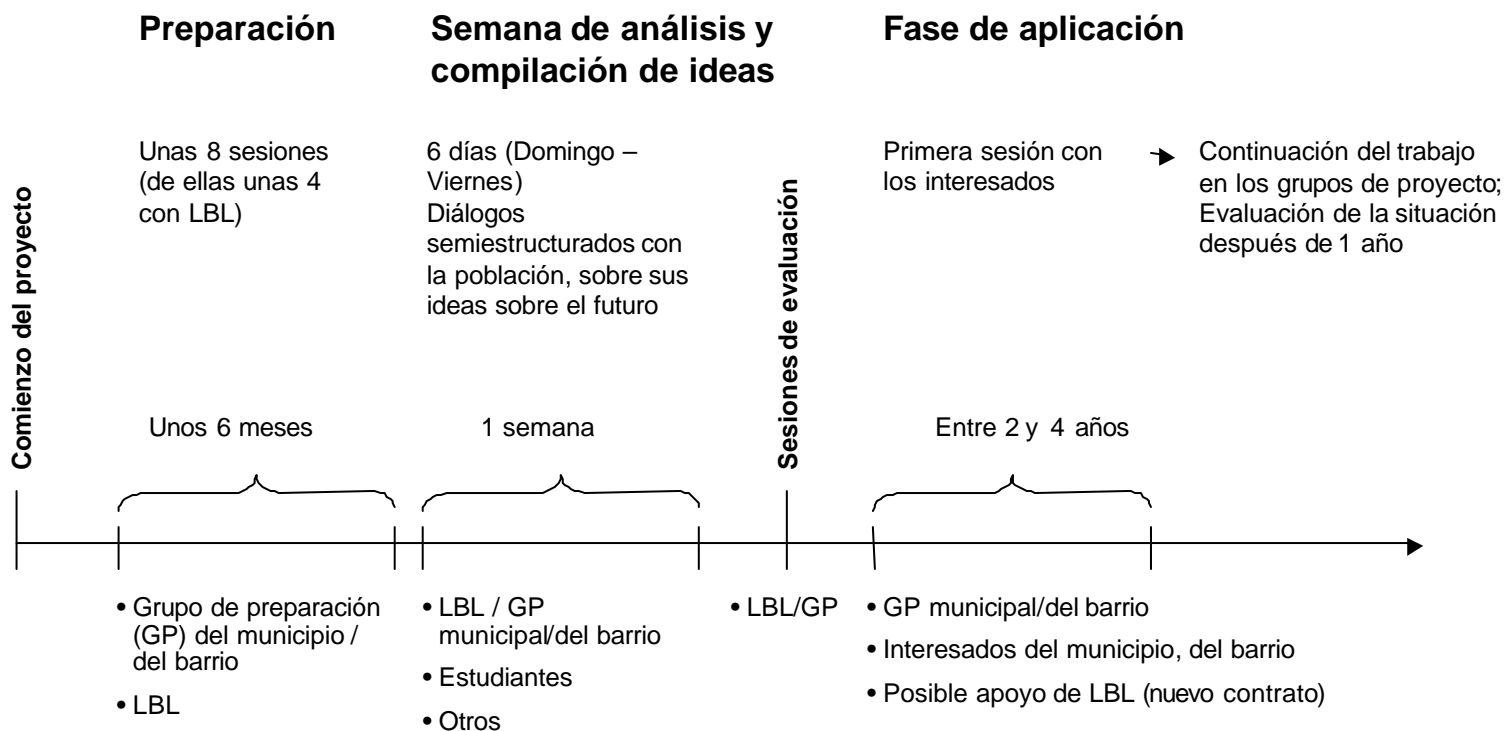 Preparación
Semana de análisis y
compilación de ideas
Fase de aplicación
Comienzo del proyecto
Unas 8 sesiones
(de ellas unas 4
con LBL)
6 días (Domingo –
Viernes)
Diálogos
semiestructurados con
la población, sobre sus
ideas sobre el futuro
Sesiones de evaluación
Primera sesión con
los interesados
Continuación del trabajo
en los grupos de proyecto;
Evaluación de la situación
después de 1 año
Unos 6 meses
1 semana
Entre 2 y 4 años
• Grupo de preparación
(GP) del municipio /
del barrio
• LBL
• LBL / GP
municipal/del barrio
• Estudiantes
• Otros
• LBL/GP
• GP municipal/del barrio
• Interesados del municipio, del barrio
• Posible apoyo de LBL (nuevo contrato)